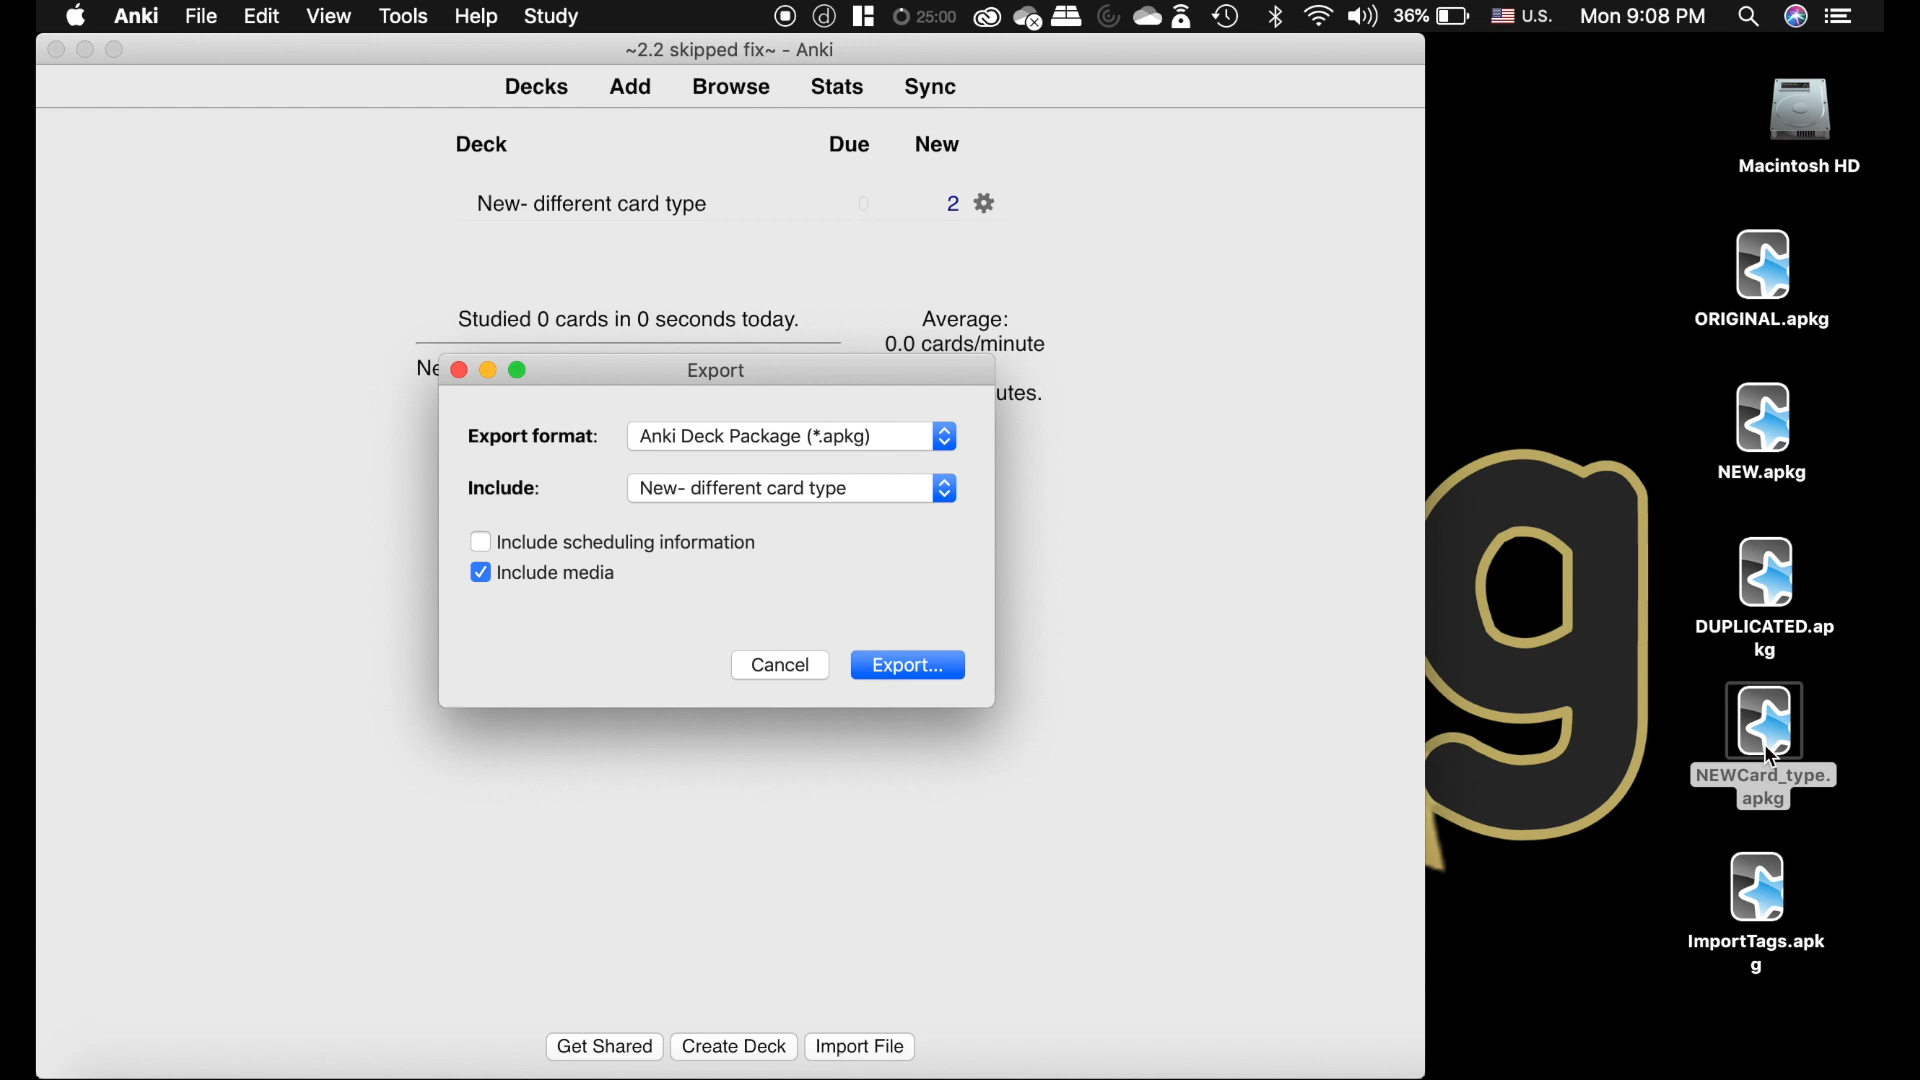 Anki File Edit View Tools Help Study 25:00 36% U.S. Mon 9:08 PM
~2.2 skipped fix~ - Anki
Decks Add Browse Stats Sync
Deck Due New
New- different card type 0 2
Studied 0 cards in 0 seconds today.
Average:
0.0 cards/minute
Ne
utes.
Export
Export format: Anki Deck Package (*.apkg)
Include: New- different card type
Include scheduling information
Include media
Cancel Export...
Get Shared Create Deck Import File
Macintosh HD
ORIGINAL.apkg
NEW.apkg
DUPLICATED.ap
kg
NEWCard_type.
apkg
ImportTags.apk
g
g